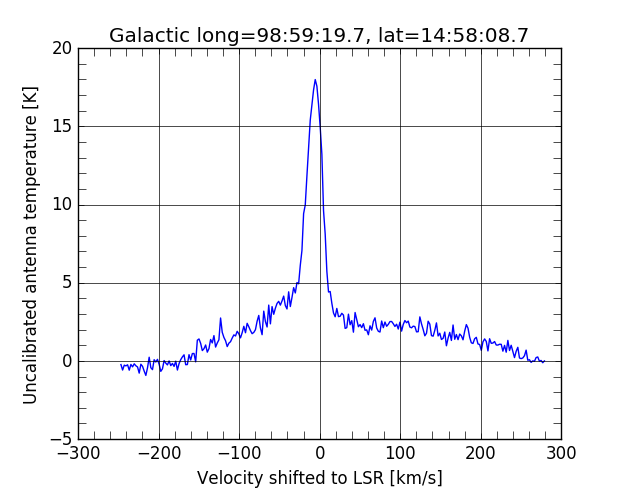 Galactic long=98:59:19.7, lat=14:58:08.7
20
15
10
5
0
−5
−300 −200 −100 0 100 200 300
Uncalibrated antenna temperature [K]
Velocity shifted to LSR [km/s]